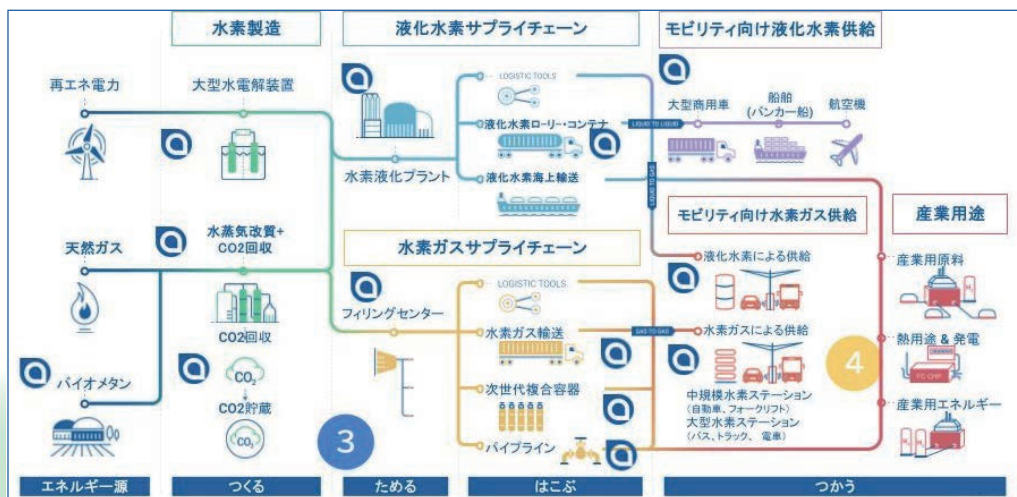 水素製造
液化水素サプライチェーン
モビリティ向け液化水素供給
再エネ電力
大型水電解装置
水素液化プラント
LOGISTIC TOOLS
液化水素ローリー・コンテナ
液化水素海上輸送
LIQUID TO LIQUID
LIQUID TO GAS
大型商用車
船舶
(バンカー船)
航空機
天然ガス
水蒸気改質+
CO2回収
CO2回収
バイオメタン
CO₂
CO2貯蔵
CO₂
水素ガスサプライチェーン
フィリングセンター
LOGISTIC TOOLS
水素ガス輸送
次世代複合容器
パイプライン
GAS TO GAS
モビリティ向け水素ガス供給
液化水素による供給
水素ガスによる供給
中規模水素ステーション
(自動車、フォークリフト)
大型水素ステーション
(バス、トラック、電車)
産業用途
産業用原料
H₂
熱用途 & 発電
FC CHP
産業用エネルギー
3
4
エネルギー源
つくる
ためる
はこぶ
つかう